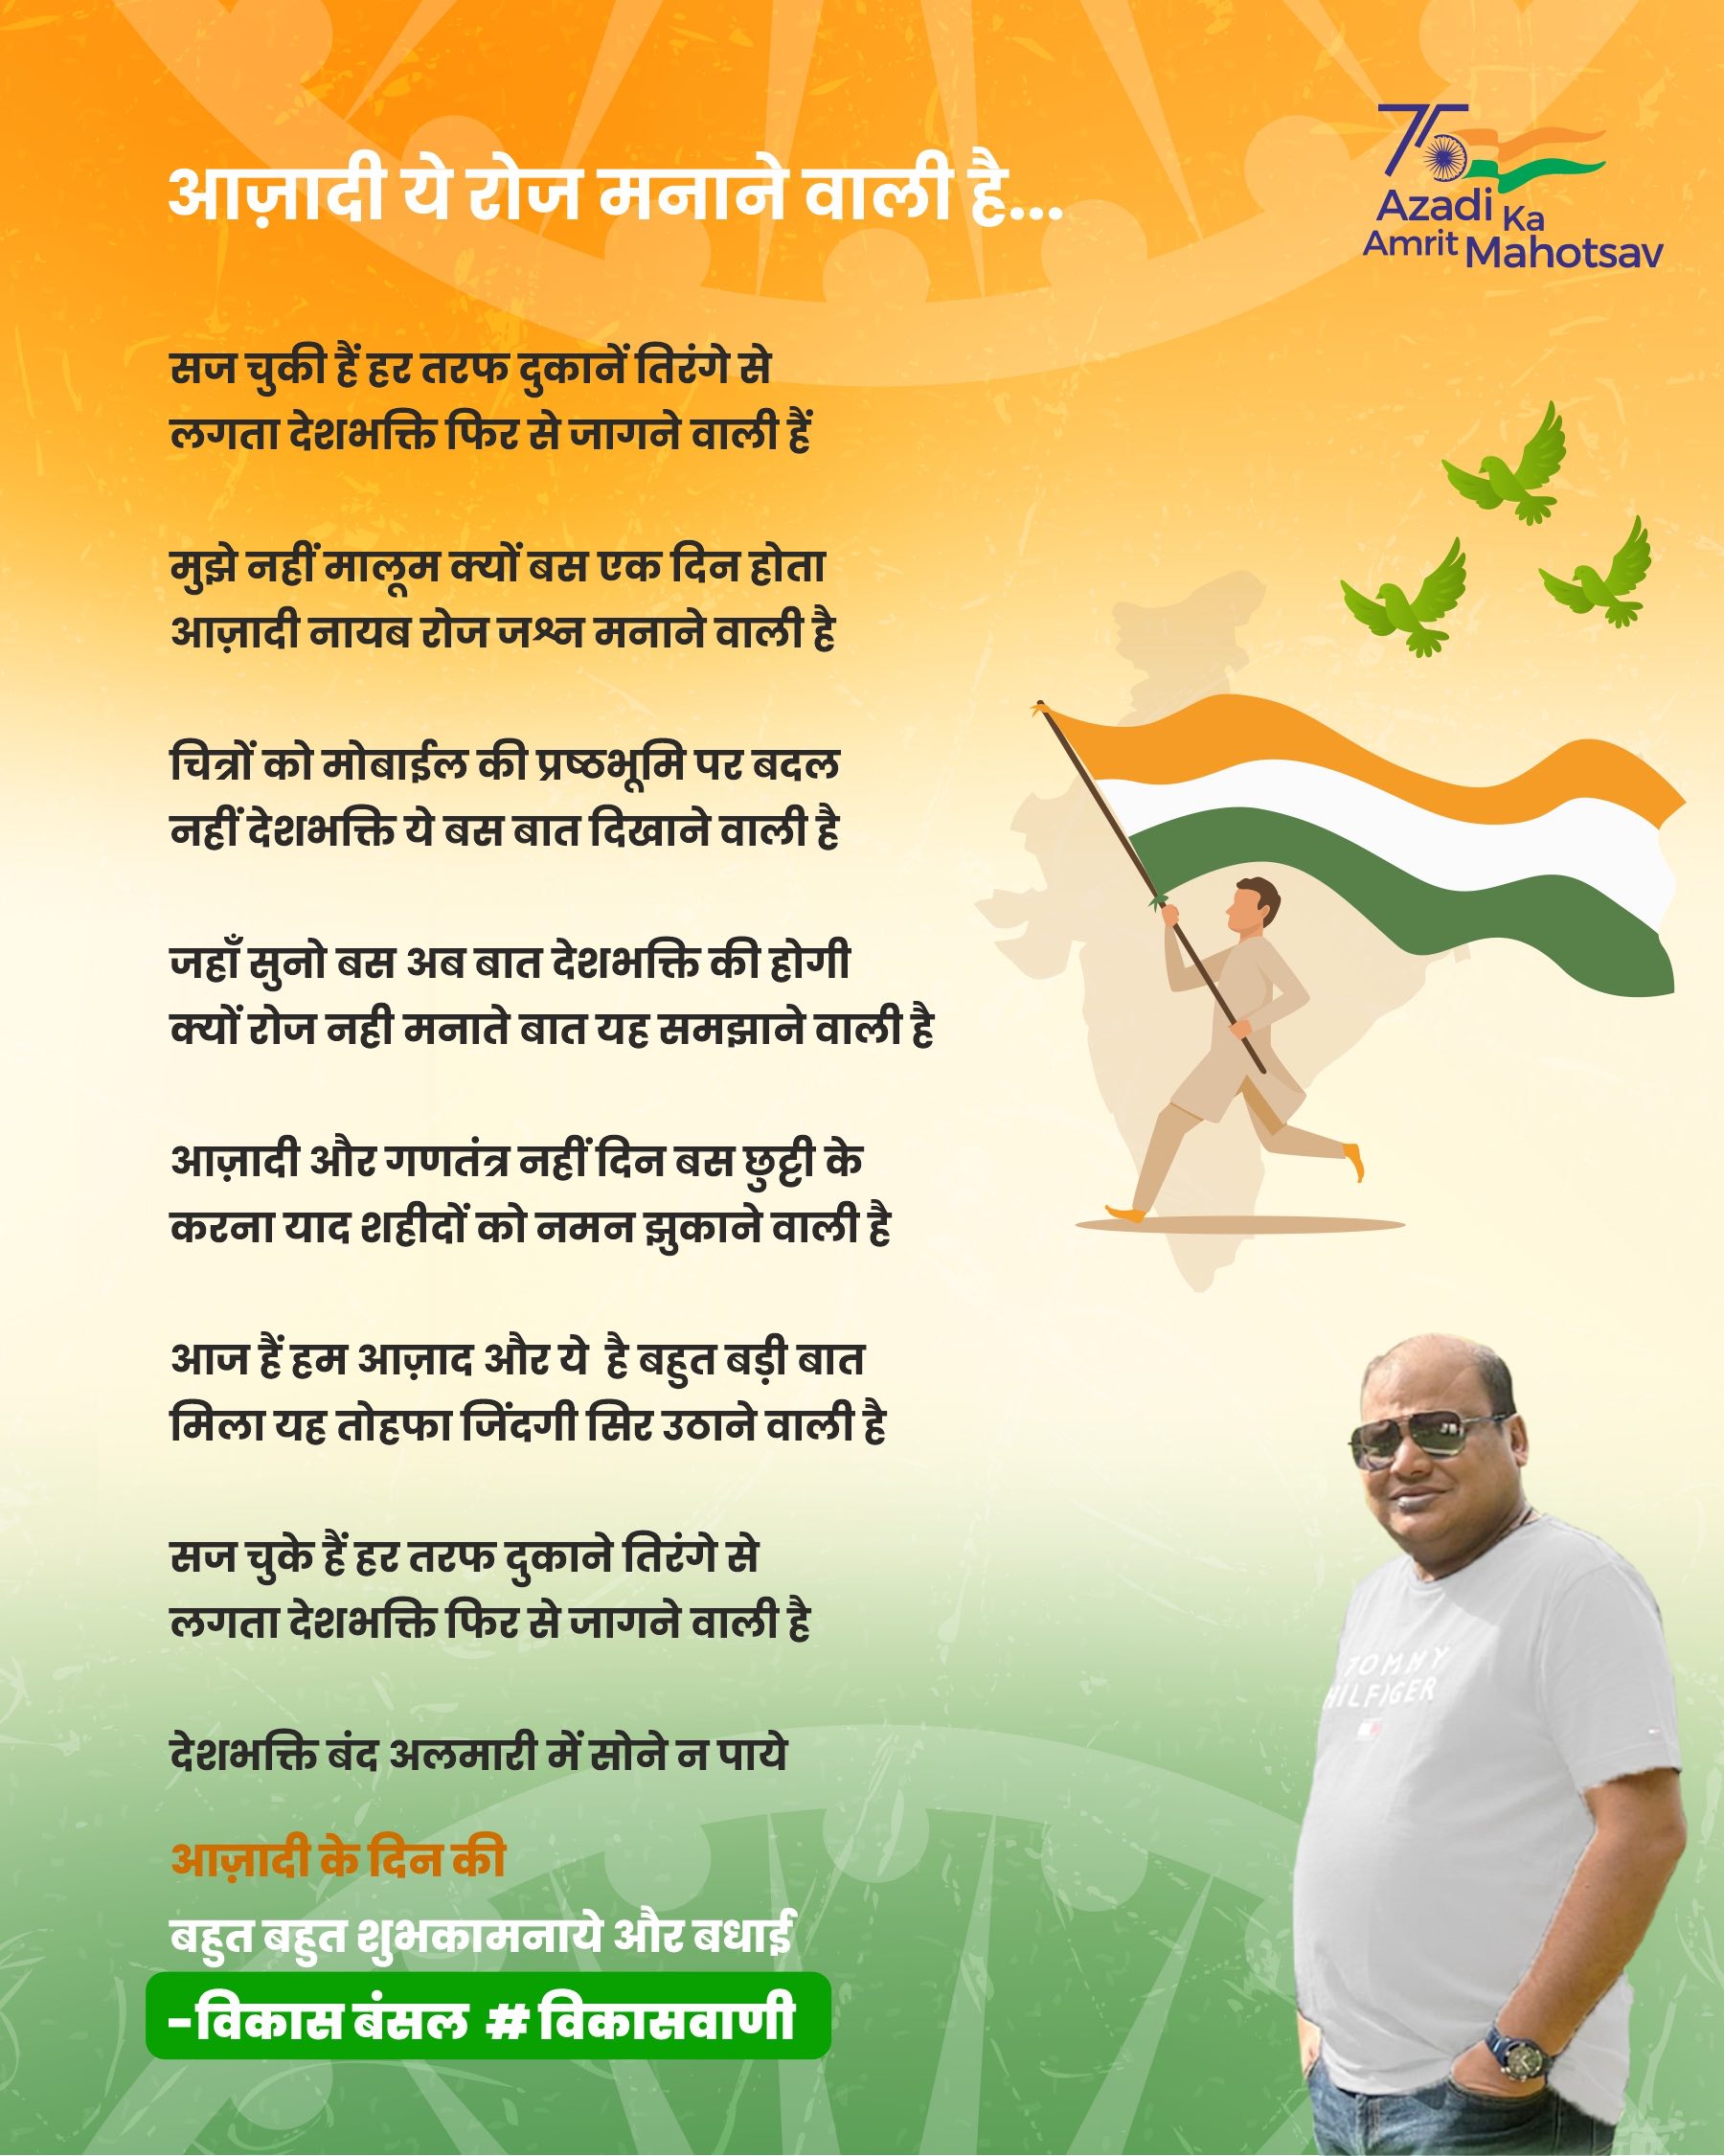 आज़ादी ये रोज मनाने वाली है...
75
Azadi Ka
Amrit Mahotsav
सज चुकी हैं हर तरफ दुकानें तिरंगे से
लगता देशभक्ति फिर से जागने वाली हैं
मुझे नहीं मालूम क्यों बस एक दिन होता
आज़ादी नायब रोज जश्न मनाने वाली है
चित्रों को मोबाईल की प्रष्ठभूमि पर बदल
नहीं देशभक्ति ये बस बात दिखाने वाली है
जहाँ सुनो बस अब बात देशभक्ति की होगी
क्यों रोज नही मनाते बात यह समझाने वाली है
आज़ादी और गणतंत्र नहीं दिन बस छुट्टी के
करना याद शहीदों को नमन झुकाने वाली है
आज हैं हम आज़ाद और ये है बहुत बड़ी बात
मिला यह तोहफा जिंदगी सिर उठाने वाली है
सज चुके हैं हर तरफ दुकाने तिरंगे से
लगता देशभक्ति फिर से जागने वाली है
देशभक्ति बंद अलमारी में सोने न पाये
आज़ादी के दिन की
बहुत बहुत शुभकामनाये और बधाई
-विकास बंसल # विकासवाणी
TOMMY
HILFIGER